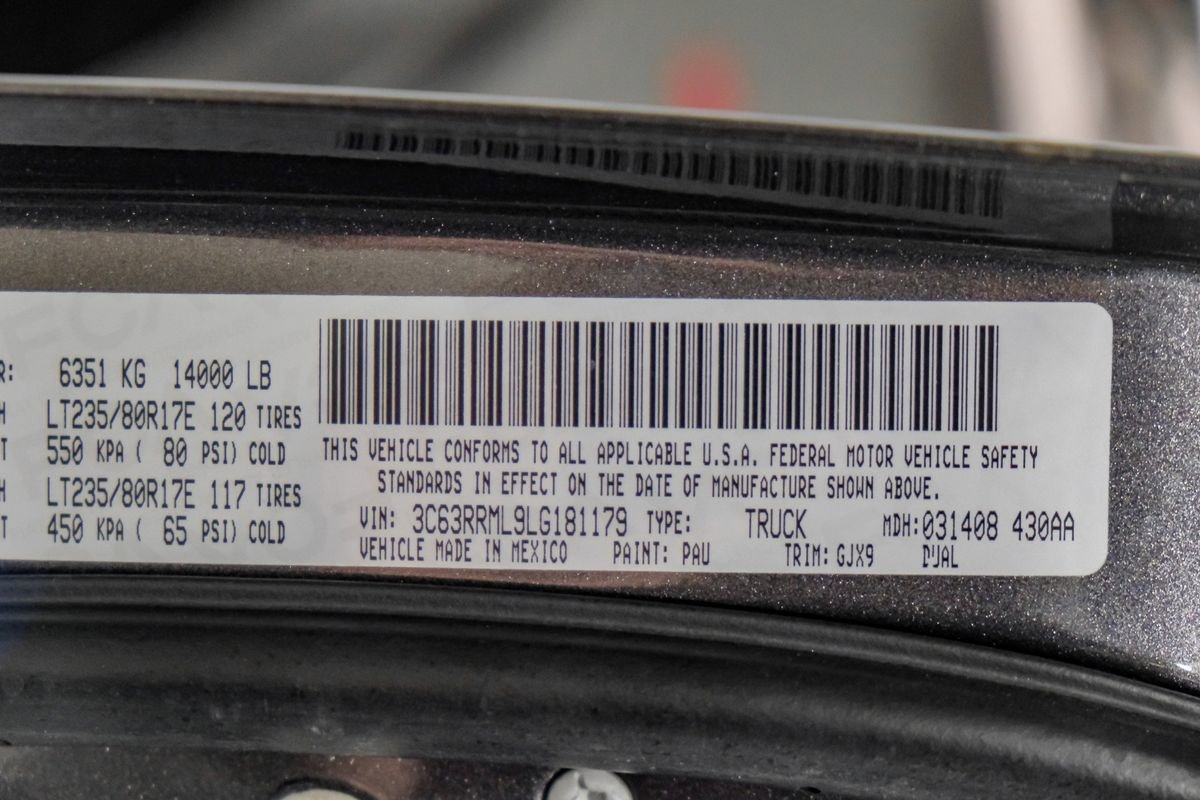 R: 6351 KG 14000 LB
H LT235/80R17E 120 TIRES
T 550 KPA ( 80 PSI) COLD
H LT235/80R17E 117 TIRES
T 450 KPA ( 65 PSI) COLD
THIS VEHICLE CONFORMS TO ALL APPLICABLE U.S.A. FEDERAL MOTOR VEHICLE SAFETY
STANDARDS IN EFFECT ON THE DATE OF MANUFACTURE SHOWN ABOVE.
VIN: 3C63RRML9LG181179 TYPE: TRUCK MDH: 031408 430AA
VEHICLE MADE IN MEXICO PAINT: PAU TRIM: GJX9 DUAL